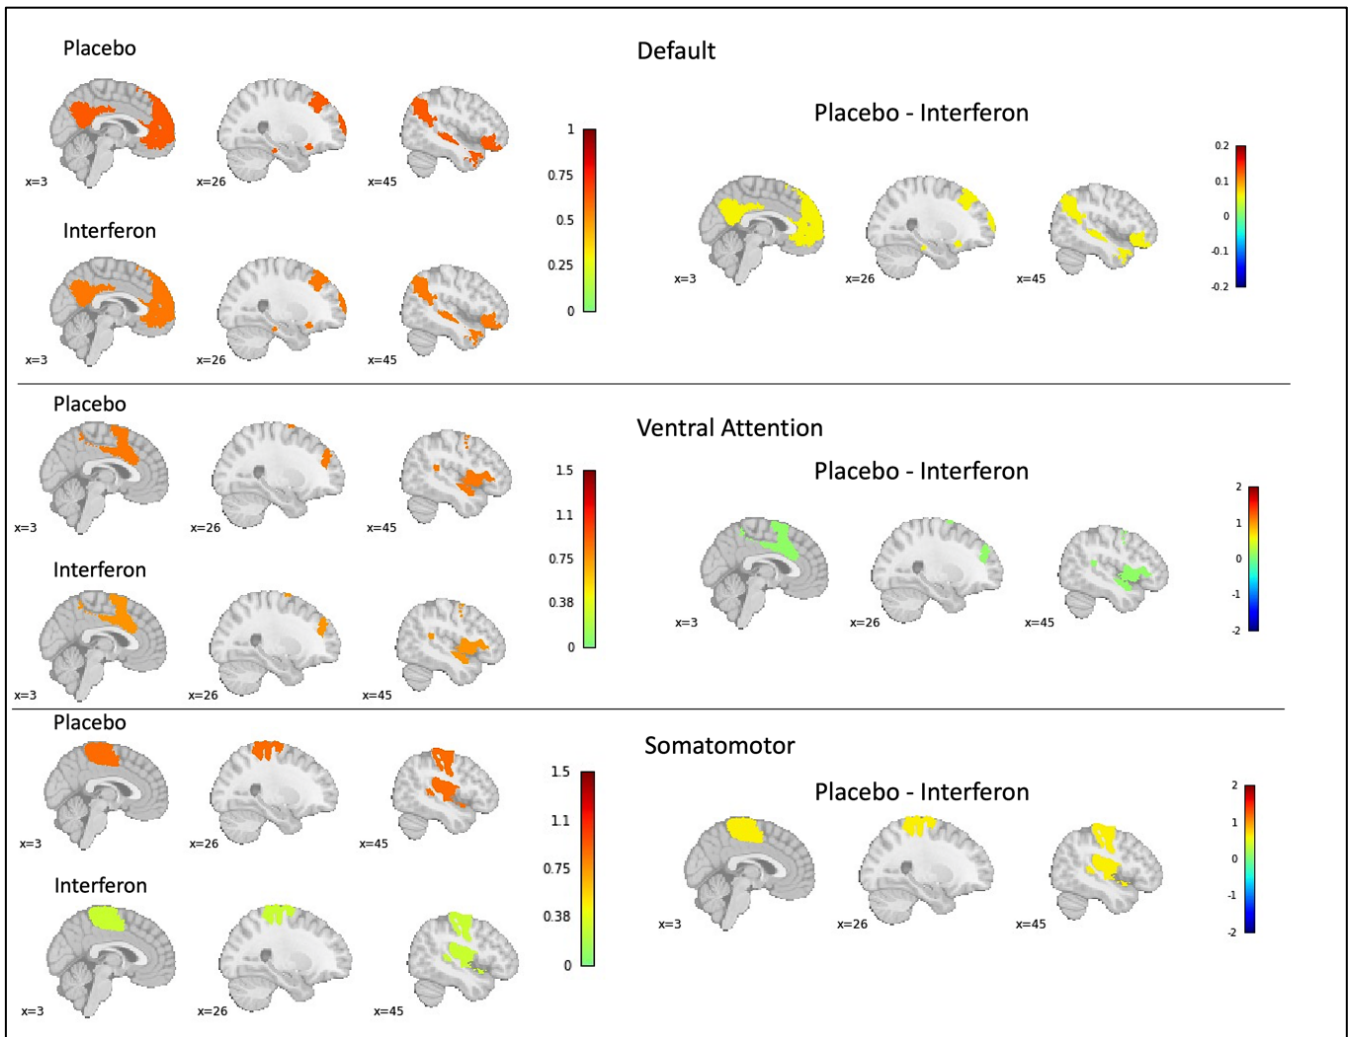 Placebo
Default
Placebo - Interferon
x=3
x=26
x=45
1
0.75
0.5
0.25
0
0.2
0.1
0
-0.1
-0.2
x=3
x=26
x=45
Interferon
x=3
x=26
x=45
Placebo
Ventral Attention
Placebo - Interferon
x=3
x=26
x=45
1.5
1.1
0.75
0.38
0
2
1
0
-1
-2
x=3
x=26
x=45
Interferon
x=3
x=26
x=45
Placebo
Somatomotor
Placebo - Interferon
x=3
x=26
x=45
1.5
1.1
0.75
0.38
0
2
1
0
-1
-2
x=3
x=26
x=45
Interferon
x=3
x=26
x=45